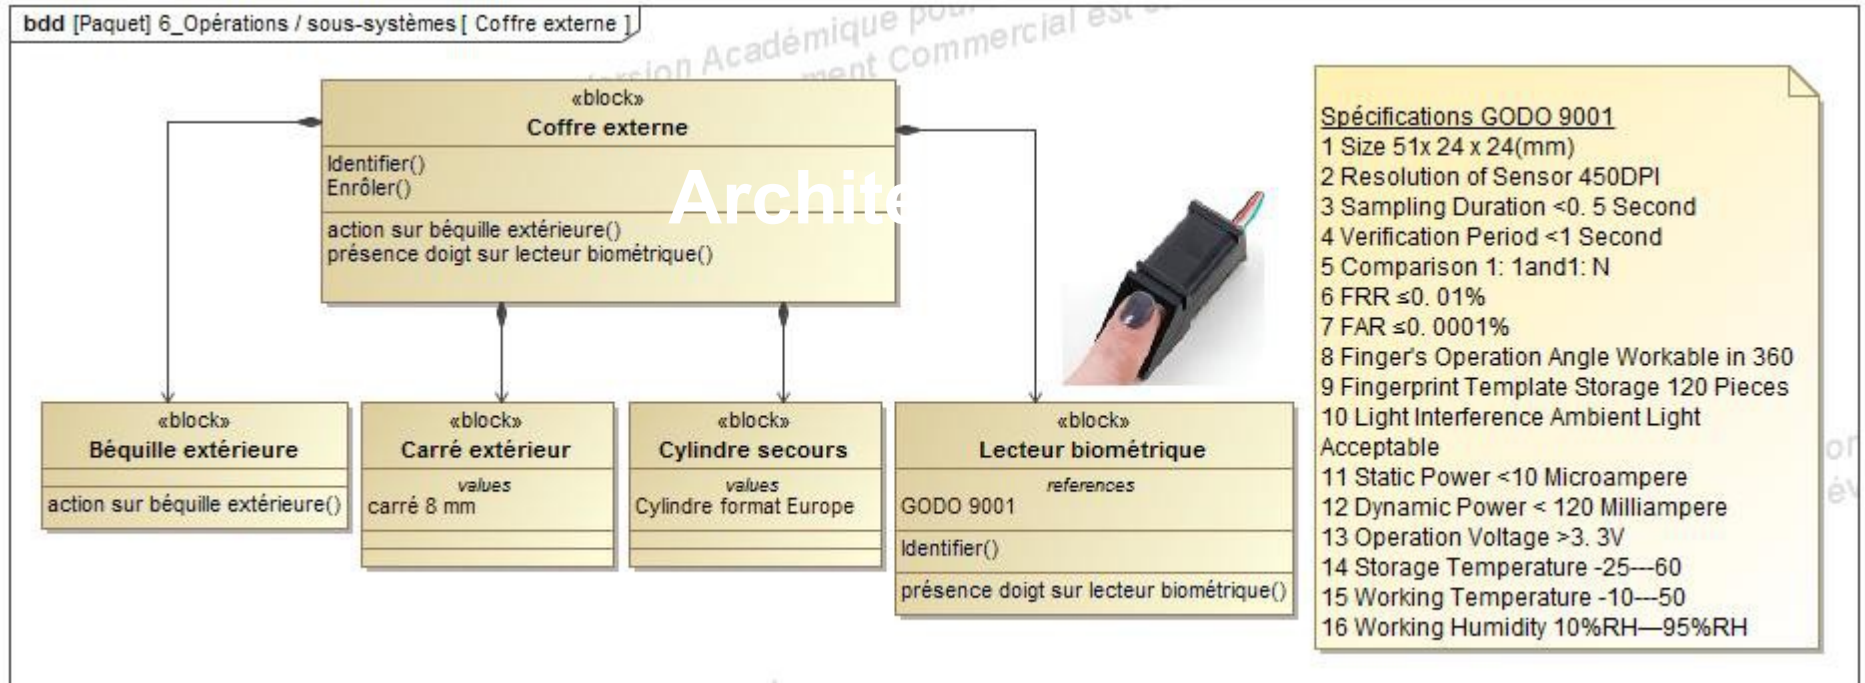 bdd [Paquet] 6_Opérations / sous-systèmes [ Coffre externe ]
Académique
Commercial est
«block»
Coffre externe
Identifier()
Enrôler()
action sur béquille extérieure()
présence doigt sur lecteur biométrique()
«block»
Béquille extérieure
action sur béquille extérieure()
«block»
Carré extérieur
values
carré 8 mm
«block»
Cylindre secours
values
Cylindre format Europe
«block»
Lecteur biométrique
references
GODO 9001
Identifier()
présence doigt sur lecteur biométrique()
Spécifications GODO 9001
1 Size 51x 24 x 24(mm)
2 Resolution of Sensor 450DPI
3 Sampling Duration <0. 5 Second
4 Verification Period <1 Second
5 Comparison 1: 1and1: N
6 FRR ≤0. 01%
7 FAR ≤0. 0001%
8 Finger's Operation Angle Workable in 360
9 Fingerprint Template Storage 120 Pieces
10 Light Interference Ambient Light
Acceptable
11 Static Power <10 Microampere
12 Dynamic Power < 120 Milliampere
13 Operation Voltage >3. 3V
14 Storage Temperature -25---60
15 Working Temperature -10---50
16 Working Humidity 10%RH—95%RH